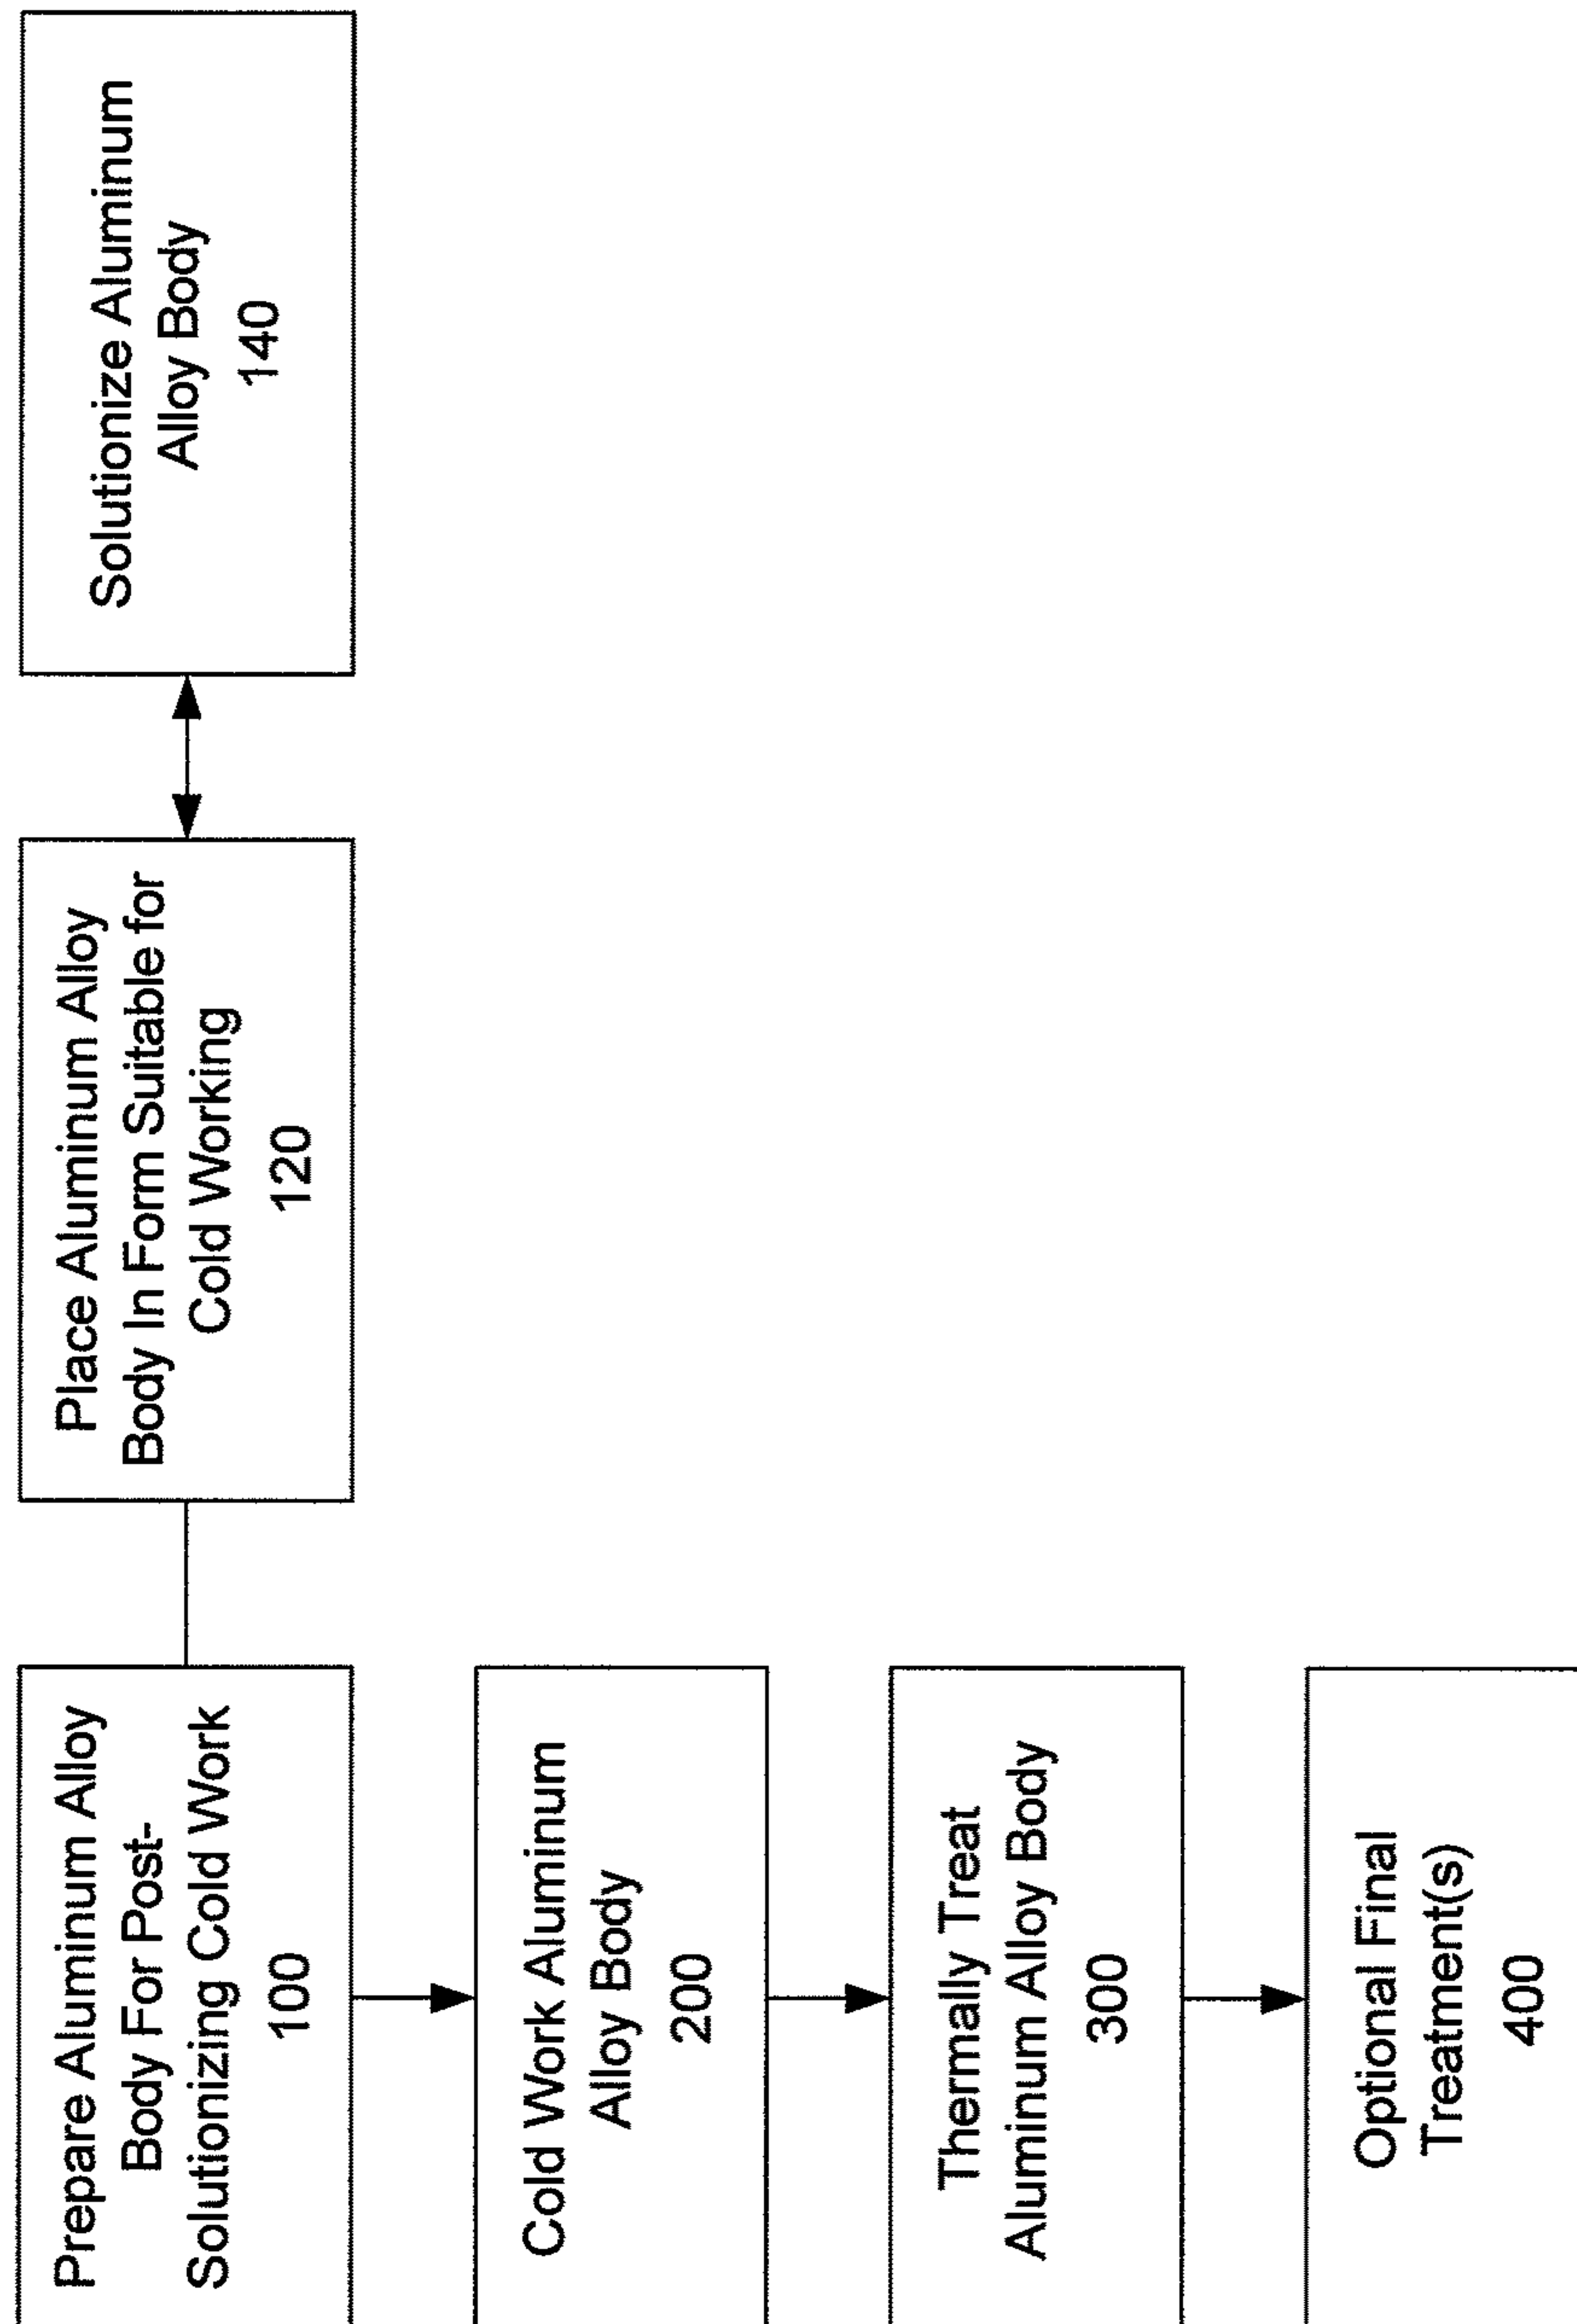 Prepare Aluminum Alloy
Body For Post-
Solutionizing Cold Work
100
Place Aluminum Alloy
Body In Form Suitable for
Cold Working
120
Solutionize Aluminum
Alloy Body
140
Cold Work Aluminum
Alloy Body
200
Thermally Treat
Aluminum Alloy Body
300
Optional Final
Treatment(s)
400